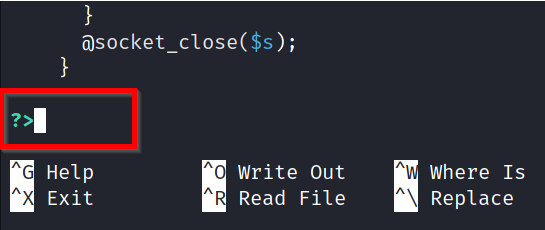 }
@socket_close($s);
}
?>
^G Help ^O Write Out ^W Where Is
^X Exit ^R Read File ^\ Replace